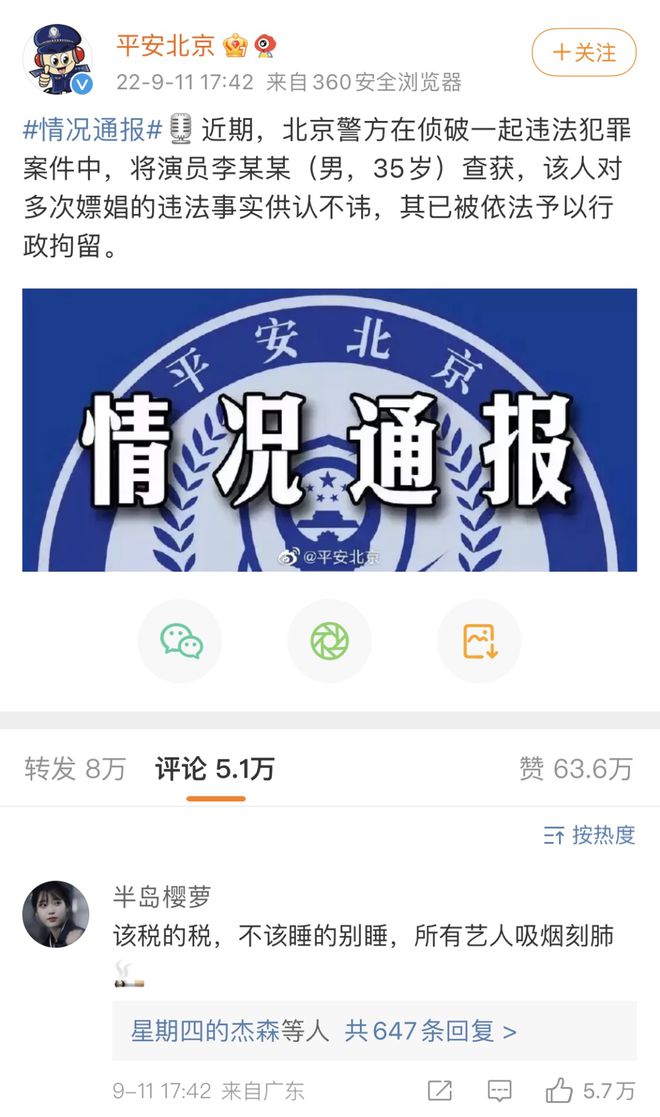 平安北京
+关注
22-9-11 17:42 来自360安全浏览器
#情况通报# 近期，北京警方在侦破一起违法犯罪
案件中，将演员李某某（男，35岁）查获，该人对
多次嫖娼的违法事实供认不讳，其已被依法予以行
政拘留。
平安北京
情况通报
@平安北京
转发 8万 评论 5.1万 赞 63.6万
按热度
半岛樱萝
该税的税，不该睡的别睡，所有艺人吸烟刻肺
星期四的杰森等人 共647条回复 >
9-11 17:42 来自广东 5.7万